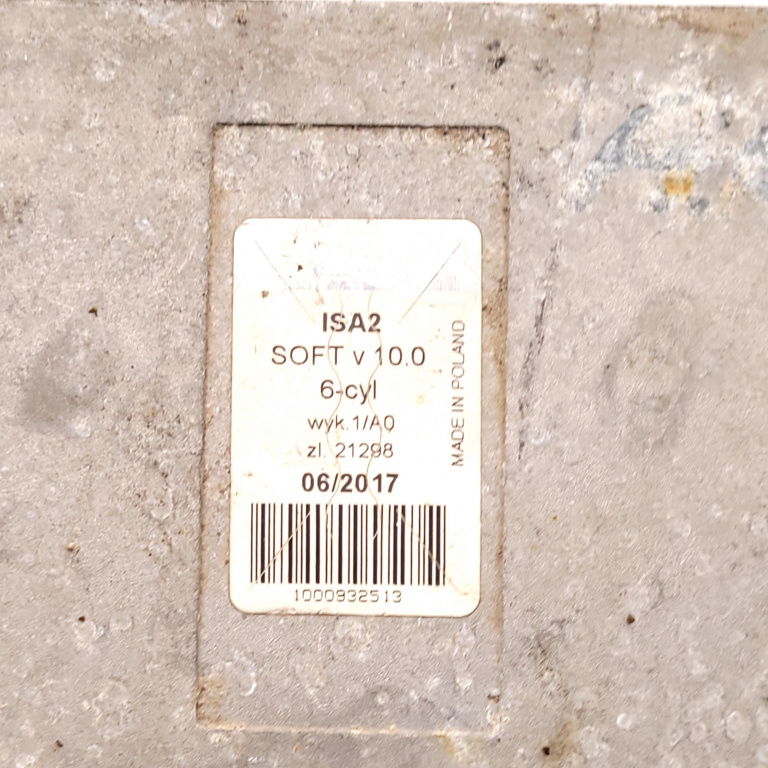 ISA2
SOFT v 10.0
6-cyl
wyk.1/A0
zl. 21298
06/2017
1000932513
MADE IN POLAND